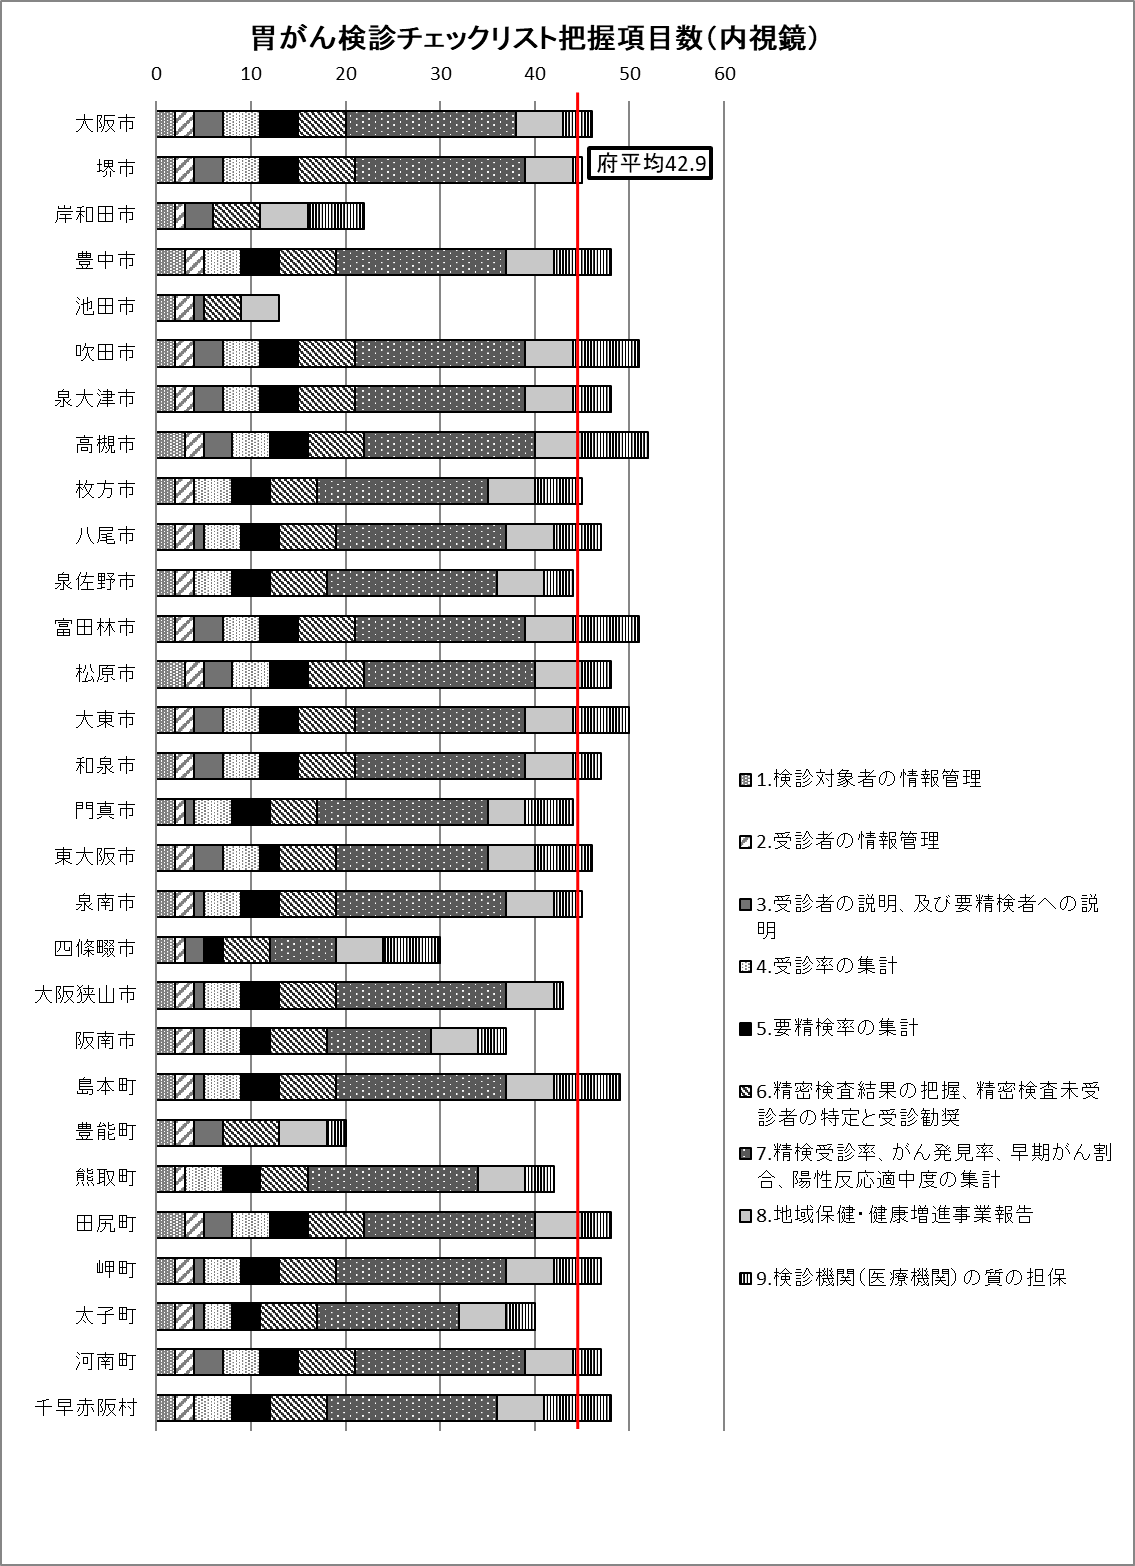 胃がん検診チェックリスト把握項目数（内視鏡）
0 10 20 30 40 50 60
大阪市
堺市
府平均42.9
岸和田市
豊中市
池田市
吹田市
泉大津市
高槻市
枚方市
八尾市
泉佐野市
富田林市
松原市
大東市
和泉市
門真市
東大阪市
泉南市
四條畷市
大阪狭山市
阪南市
島本町
豊能町
熊取町
田尻町
岬町
太子町
河南町
千早赤阪村
1.検診対象者の情報管理
2.受診者の情報管理
3.受診者の説明、及び要精検者への説
明
4.受診率の集計
5.要精検率の集計
6.精密検査結果の把握、精密検査未受
診者の特定と受診勧奨
7.精検受診率、がん発見率、早期がん割
合、陽性反応適中度の集計
8.地域保健・健康増進事業報告
9.検診機関（医療機関）の質の担保